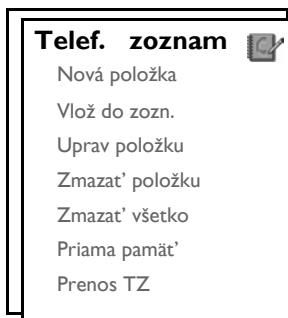 Telef. zoznam
Nová položka
Vlož do zozn.
Uprav položku
Zmazat’ položku
Zmazat’ všetko
Priama pamät’
Prenos TZ